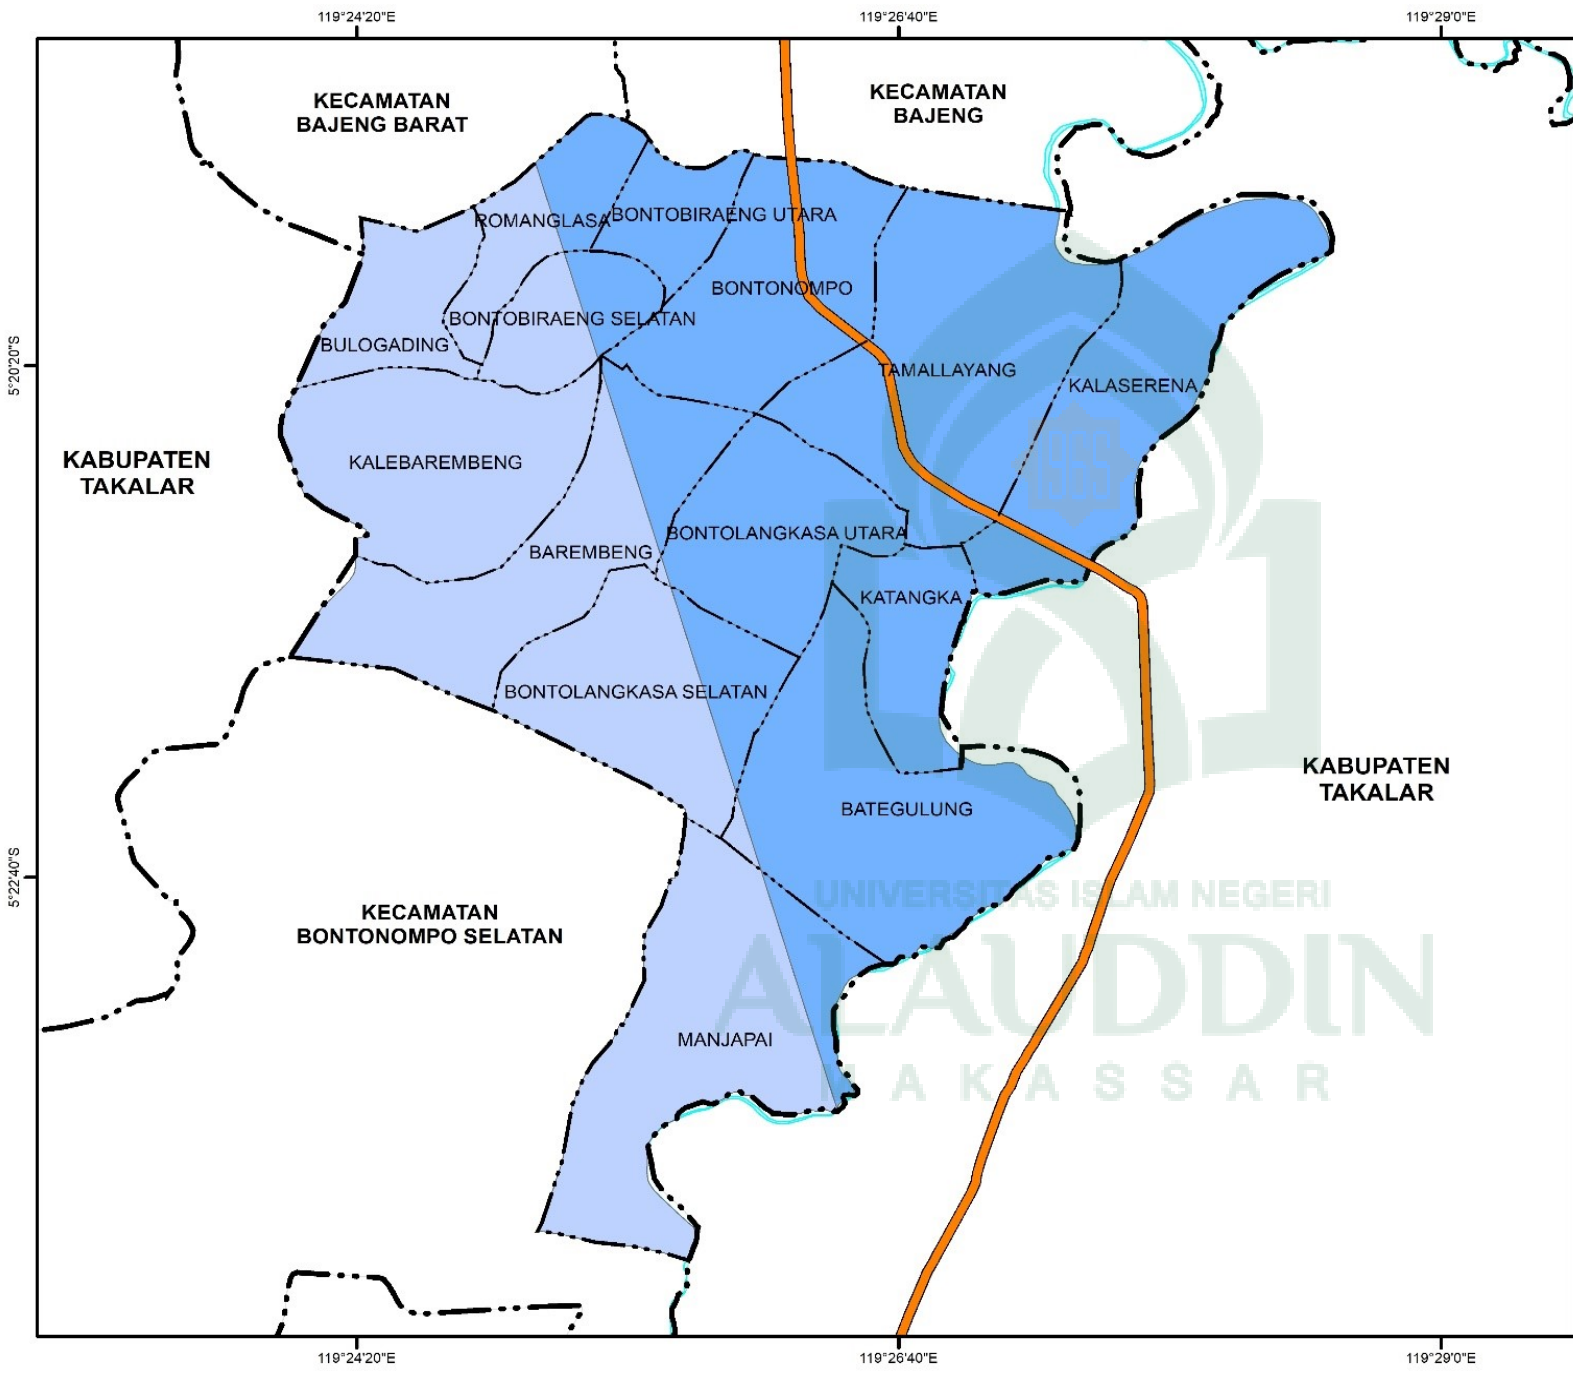 119°24'20"E
119°26'40"E
119°29'0"E
KECAMATAN
BAJENG BARAT
KECAMATAN
BAJENG
ROMANGLASA
BONTOBIRAENG UTARA
BONTONOMPO
BONTOBIRAENG SELATAN
BULOGADING
5°20'20"S
TAMALLAYANG
KALASERENA
KABUPATEN
TAKALAR
KALEBAREMBENG
1965
BONTOLANGKASA UTARA
BAREMBENG
KATANGKA
BONTOLANGKASA SELATAN
KABUPATEN
TAKALAR
BATEGULUNG
5°22'40"S
UNIVERSITAS ISLAM NEGERI
KECAMATAN
BONTONOMPO SELATAN
ALAUDDIN
MANJAPAI
MAKASSAR
119°24'20"E
119°26'40"E
119°29'0"E